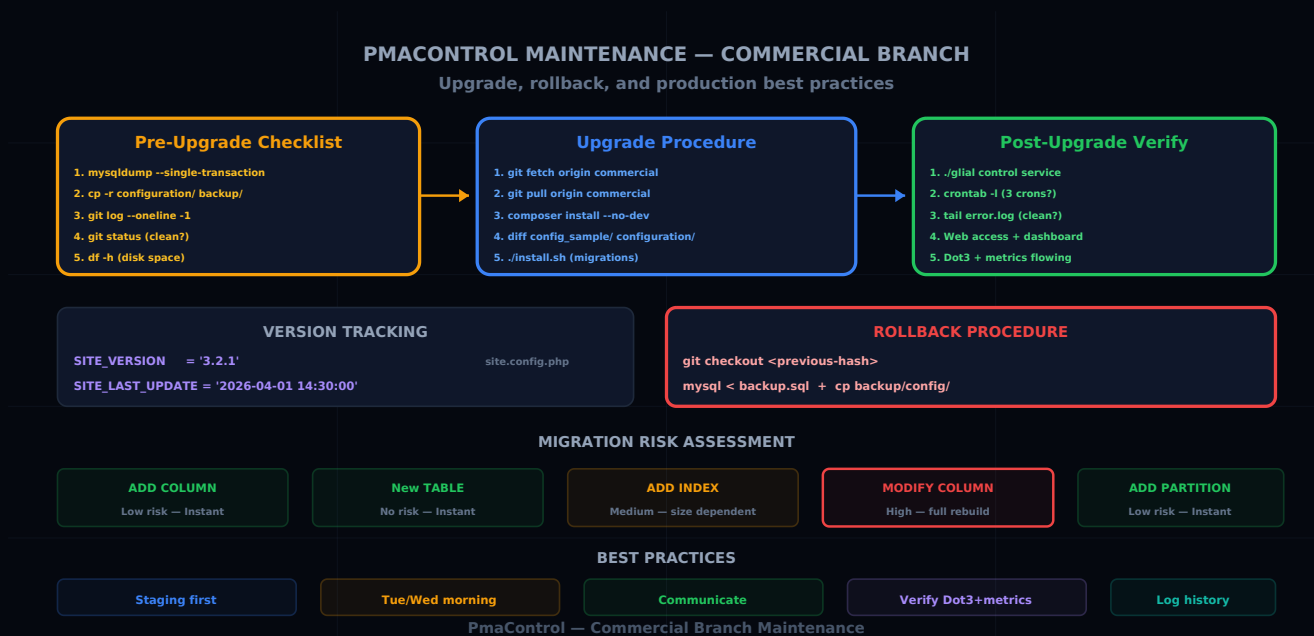 PMACONTROL MAINTENANCE — COMMERCIAL BRANCH
Upgrade, rollback, and production best practices
Pre-Upgrade Checklist
1. mysqldump --single-transaction
2. cp -r configuration/ backup/
3. git log --oneline -1
4. git status (clean?)
5. df -h (disk space)
Upgrade Procedure
1. git fetch origin commercial
2. git pull origin commercial
3. composer install --no-dev
4. diff config_sample/ configuration/
5. ./install.sh (migrations)
Post-Upgrade Verify
1. ./glial control service
2. crontab -l (3 crons?)
3. tail error.log (clean?)
4. Web access + dashboard
5. Dot3 + metrics flowing
VERSION TRACKING
SITE_VERSION = '3.2.1' site.config.php
SITE_LAST_UPDATE = '2026-04-01 14:30:00'
ROLLBACK PROCEDURE
git checkout <previous-hash>
mysql < backup.sql + cp backup/config/
MIGRATION RISK ASSESSMENT
ADD COLUMN
Low risk — Instant
New TABLE
No risk — Instant
ADD INDEX
Medium — size dependent
MODIFY COLUMN
High — full rebuild
ADD PARTITION
Low risk — Instant
BEST PRACTICES
Staging first
Tue/Wed morning
Communicate
Verify Dot3+metrics
Log history
PmaControl — Commercial Branch Maintenance